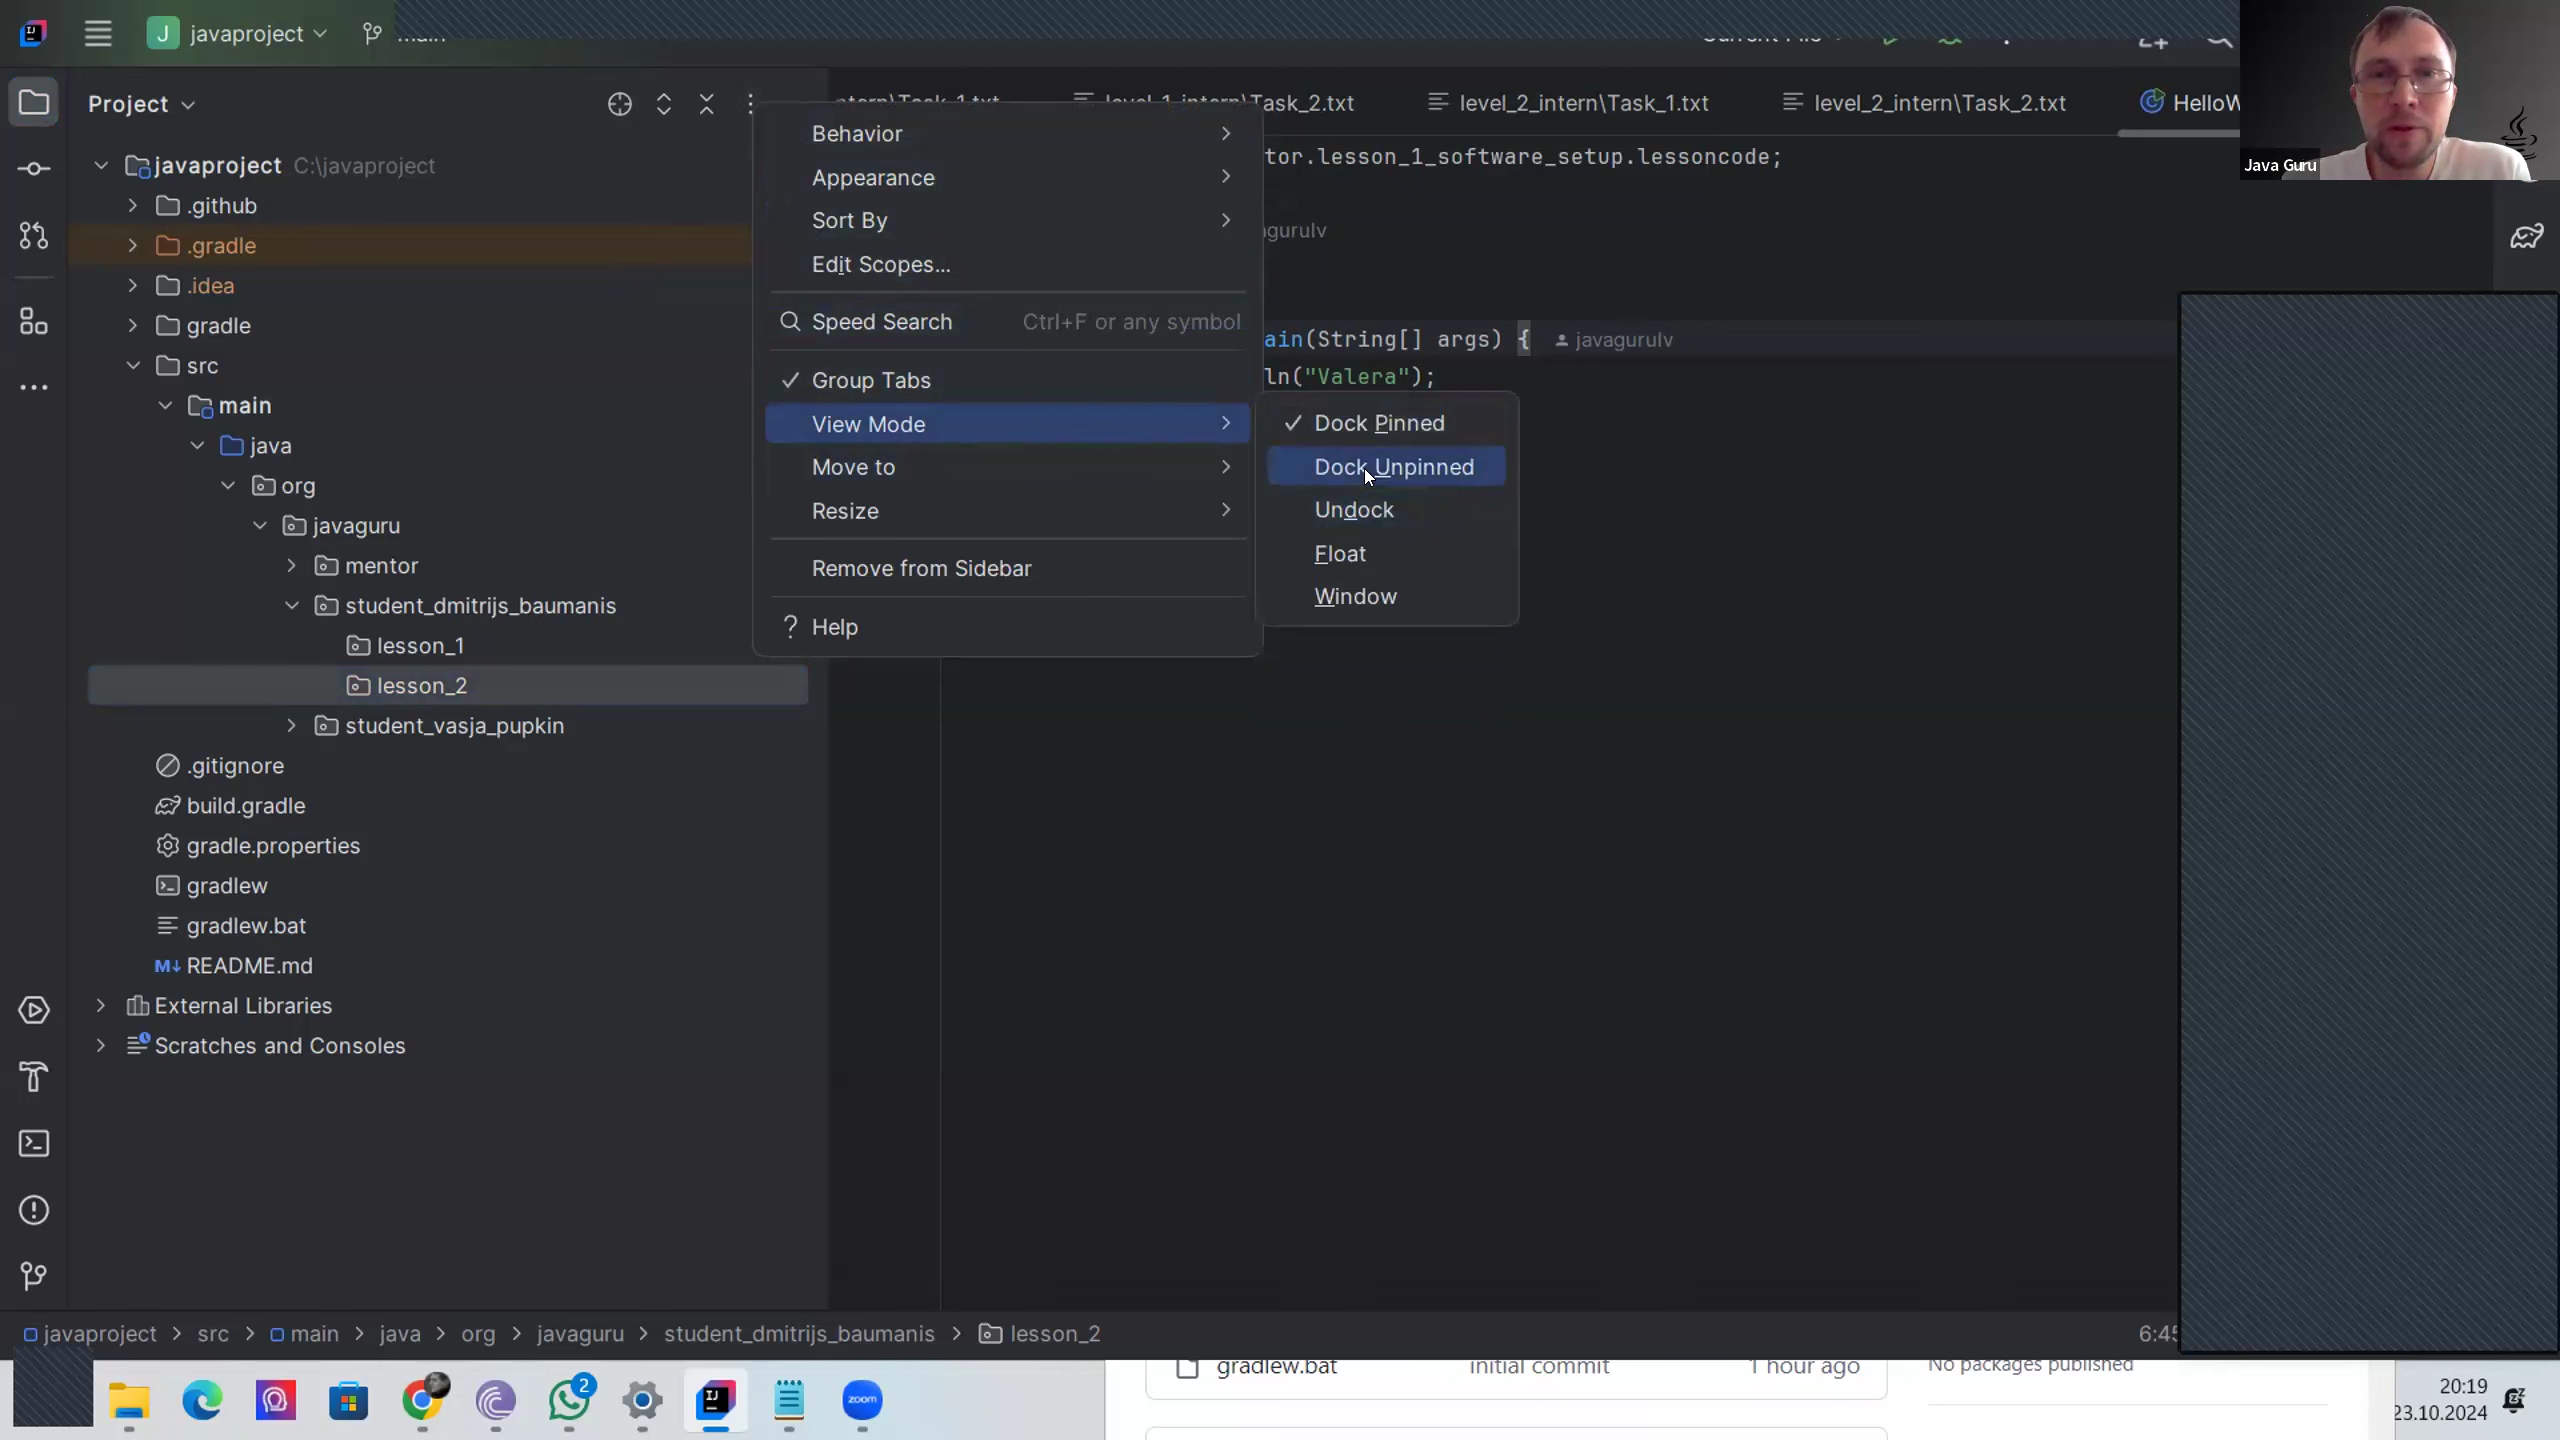 J javaproject
Project
javaproject C:\javaproject
.github
.gradle
.idea
gradle
src
main
java
org
javaguru
mentor
student_dmitrijs_baumanis
lesson_1
lesson_2
student_vasja_pupkin
.gitignore
build.gradle
gradle.properties
gradlew
gradlew.bat
M↓ README.md
External Libraries
Scratches and Consoles
Behavior
Appearance
Sort By
Edit Scopes...
Speed Search Ctrl+F or any symbol
Group Tabs
View Mode
Move to
Resize
Remove from Sidebar
? Help
Dock Pinned
Dock Unpinned
Undock
Float
Window
level_1_intern\Task_2.txt level_2_intern\Task_1.txt level_2_intern\Task_2.txt HelloW
tor.lesson_1_software_setup.lessoncode;
gurulv
ain(String[] args) { javagurulv
ln("Valera");
Java Guru
javaproject > src > main > java > org > javaguru > student_dmitrijs_baumanis > lesson_2
6:45
gradlew.bat initial commit 1 hour ago
No packages published
2
zoom
20:19
23.10.2024